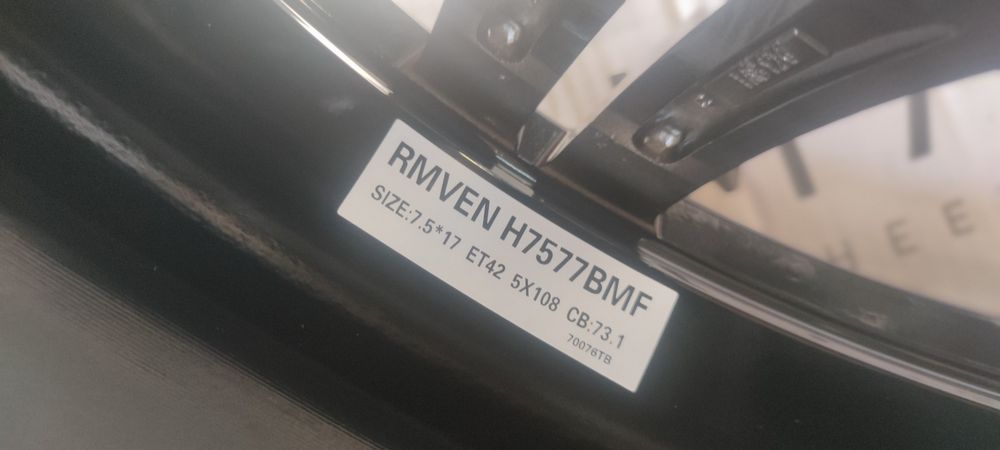 RMVEN H7577BMF
SIZE:7.5*17 ET42 5X108 CB:73.1
70076TB